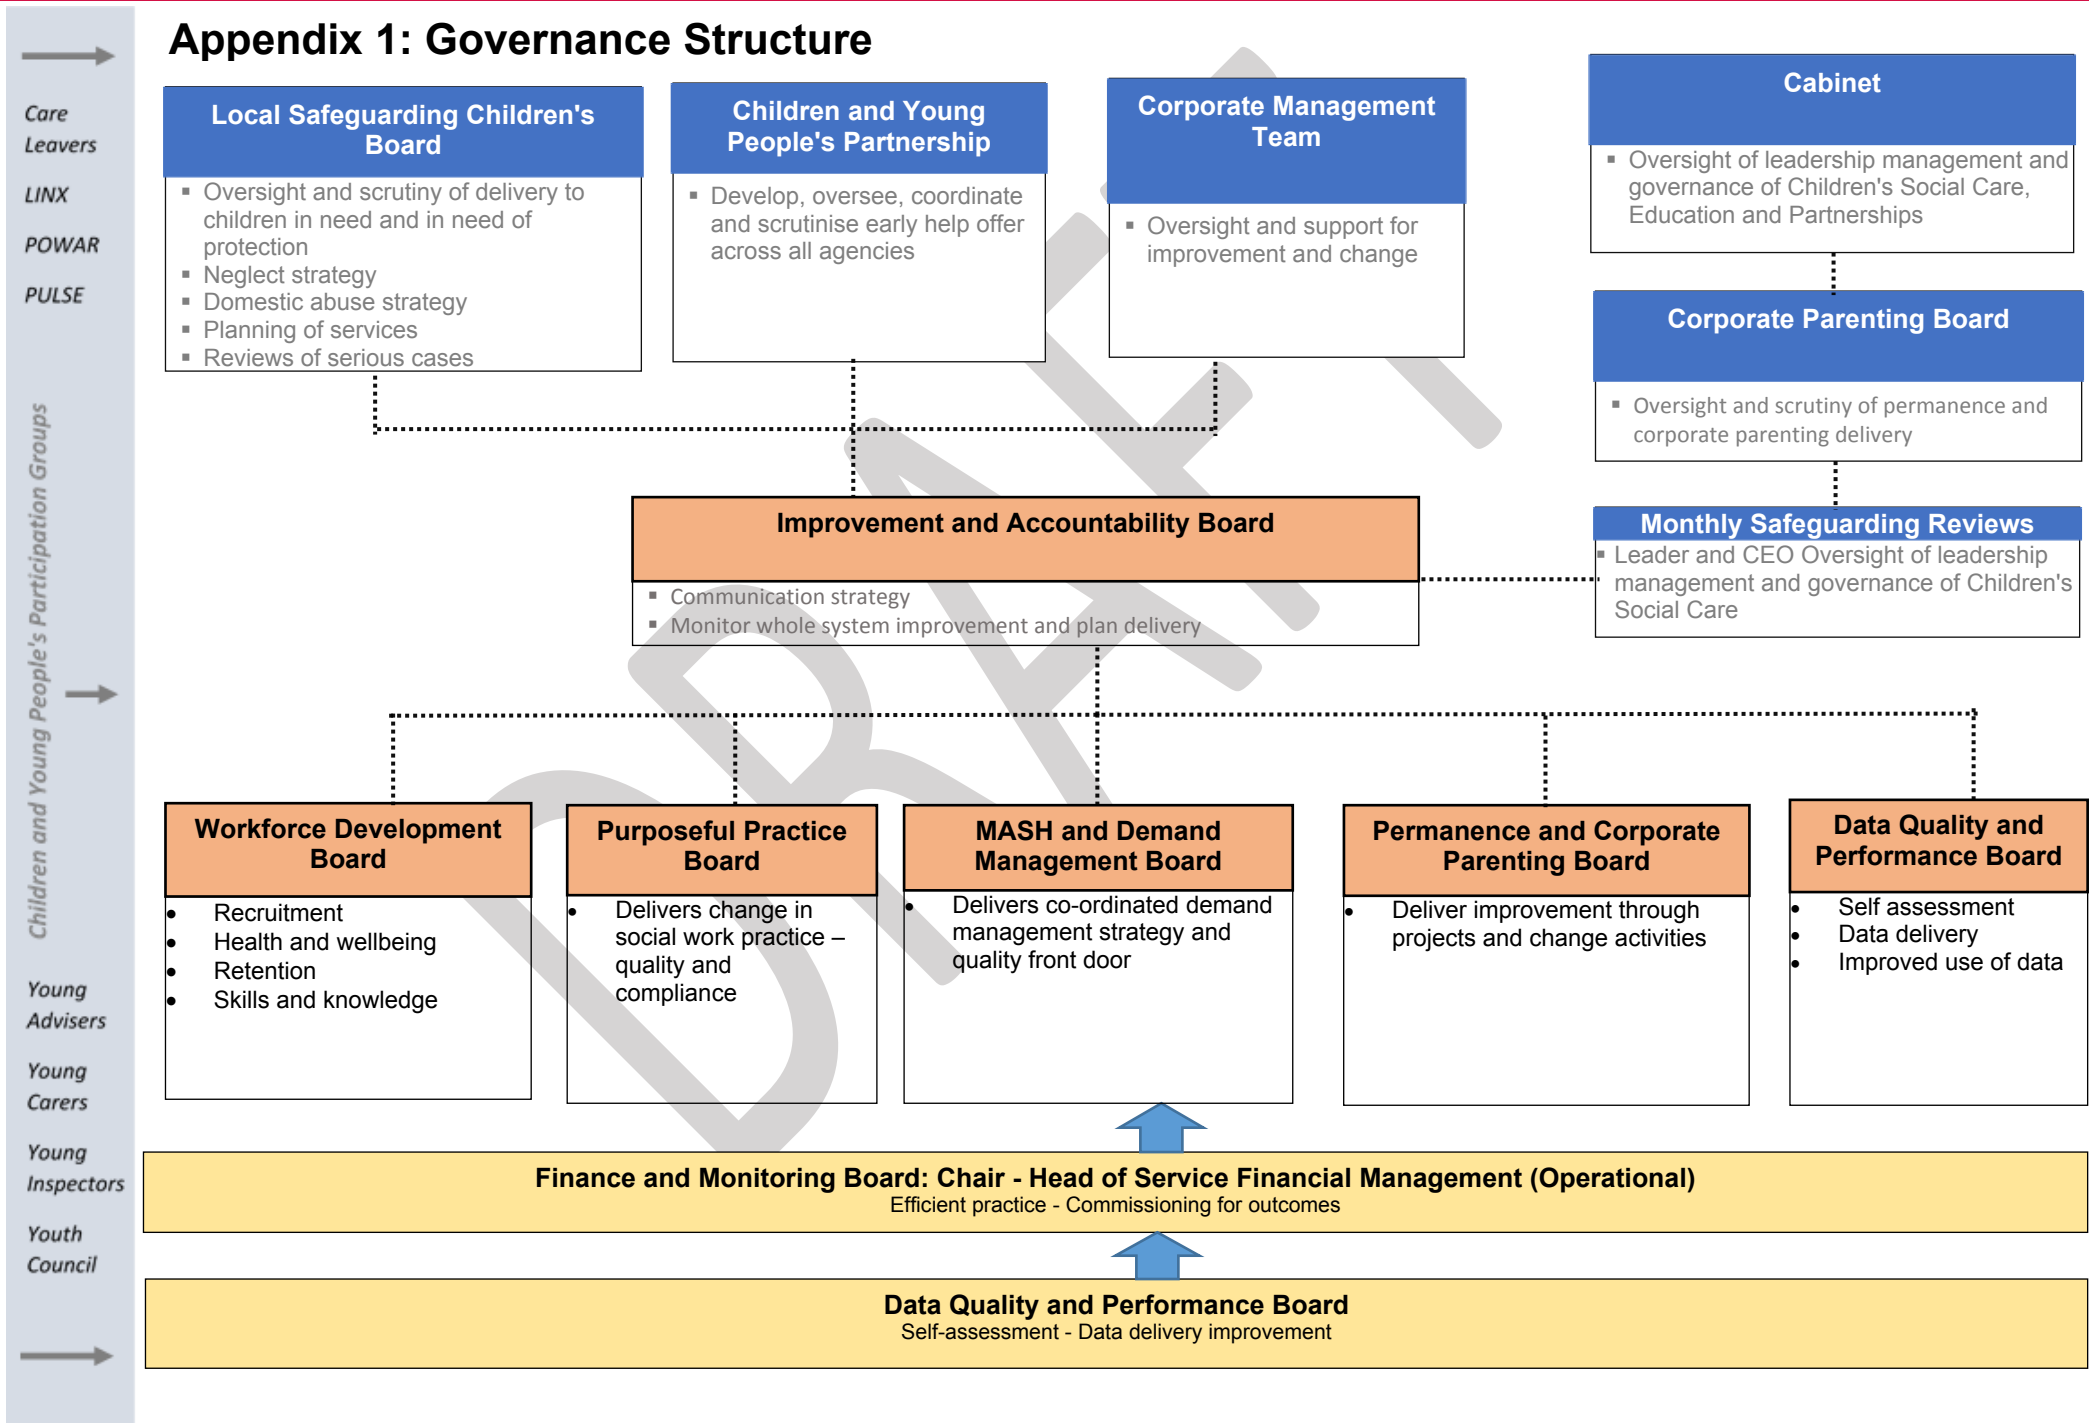 Appendix 1: Governance Structure
Care
Leavers
LINX
POWAR
PULSE
Children and Young People's Participation Groups
Young
Advisers
Young
Carers
Young
Inspectors
Youth
Council
Local Safeguarding Children's
Board
▪ Oversight and scrutiny of delivery to
children in need and in need of
protection
▪ Neglect strategy
▪ Domestic abuse strategy
▪ Planning of services
▪ Reviews of serious cases
Children and Young
People's Partnership
▪ Develop, oversee, coordinate
and scrutinise early help offer
across all agencies
Corporate Management
Team
▪ Oversight and support for
improvement and change
Cabinet
▪ Oversight of leadership management and
governance of Children's Social Care,
Education and Partnerships
Corporate Parenting Board
▪ Oversight and scrutiny of permanence and
corporate parenting delivery
Monthly Safeguarding Reviews
▪ Leader and CEO Oversight of leadership
management and governance of Children's
Social Care
Improvement and Accountability Board
▪ Communication strategy
▪ Monitor whole system improvement and plan delivery
Workforce Development
Board
• Recruitment
• Health and wellbeing
• Retention
• Skills and knowledge
Purposeful Practice
Board
• Delivers change in
social work practice –
quality and
compliance
MASH and Demand
Management Board
• Delivers co-ordinated demand
management strategy and
quality front door
Permanence and Corporate
Parenting Board
• Deliver improvement through
projects and change activities
Data Quality and
Performance Board
• Self assessment
• Data delivery
• Improved use of data
Finance and Monitoring Board: Chair - Head of Service Financial Management (Operational)
Efficient practice - Commissioning for outcomes
Data Quality and Performance Board
Self-assessment - Data delivery improvement
DRAFT